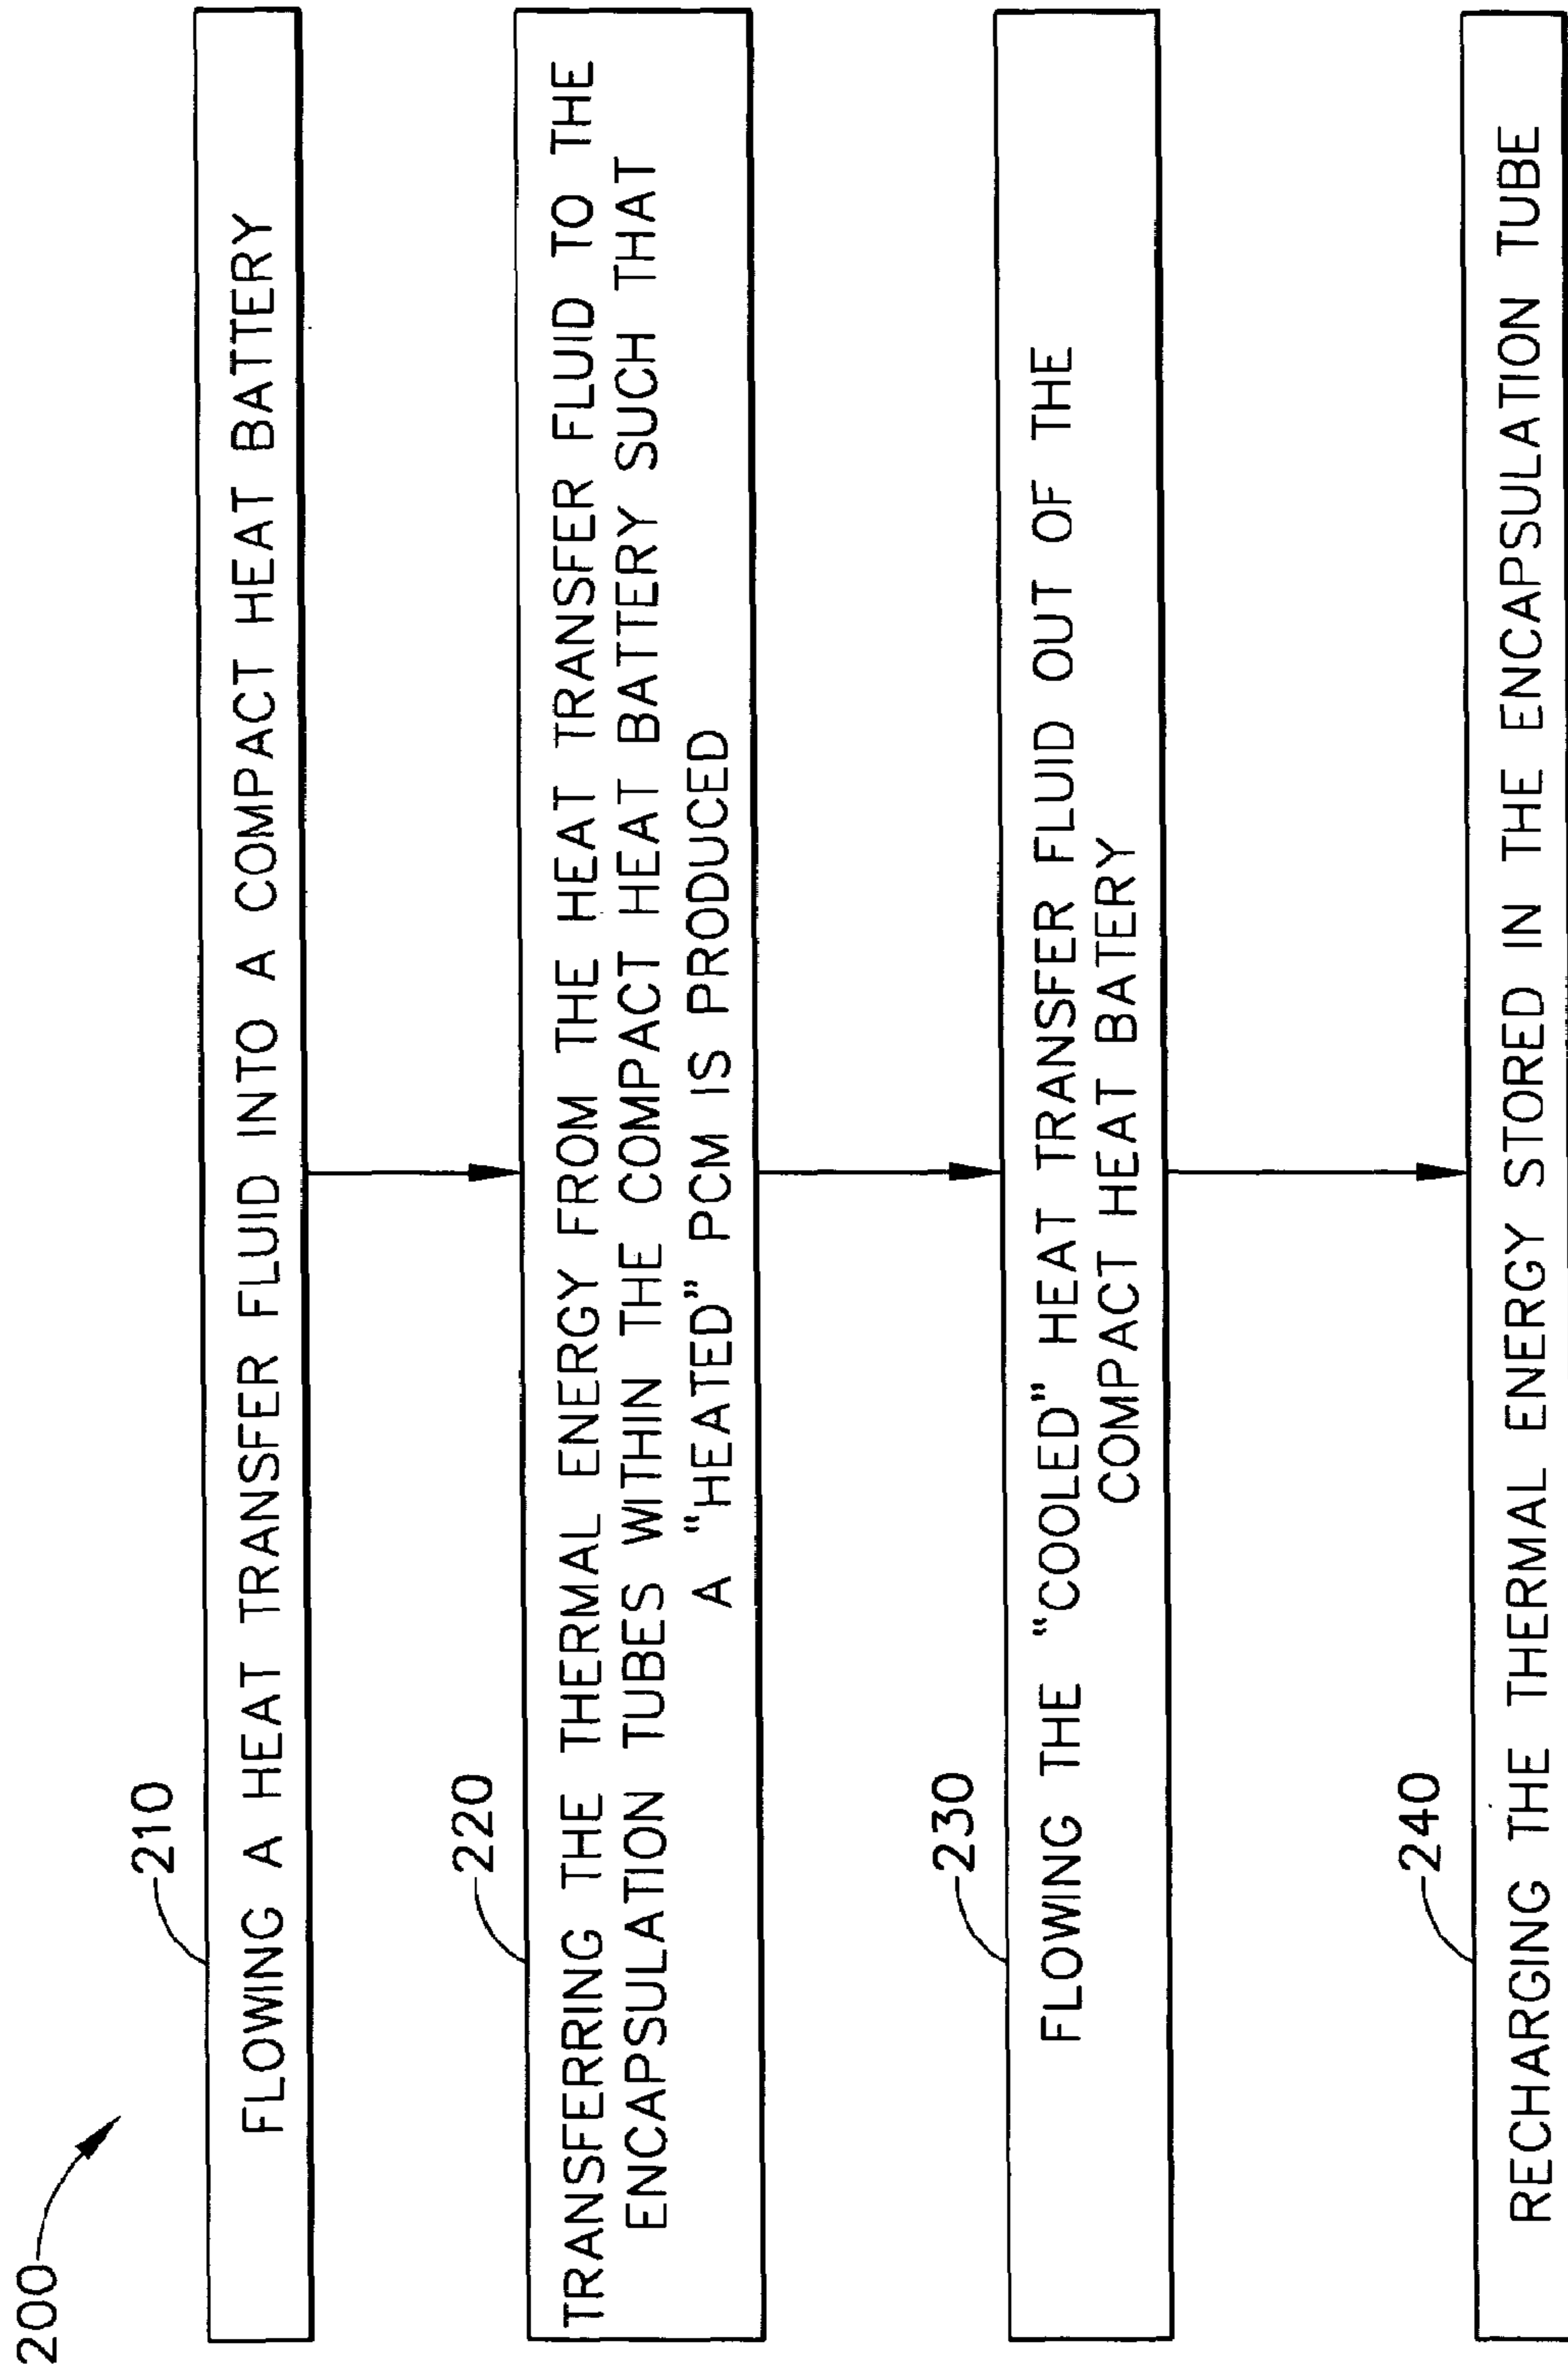 200
210
FLOWING A HEAT TRANSFER FLUID INTO A COMPACT HEAT BATTERY
220
TRANSFERRING THE THERMAL ENERGY FROM THE HEAT TRANSFER FLUID TO THE
ENCAPSULATION TUBES WITHIN THE COMPACT HEAT BATTERY SUCH THAT
A "HEATED" PCM IS PRODUCED
230
FLOWING THE "COOLED" HEAT TRANSFER FLUID OUT OF THE
COMPACT HEAT BATERY
240
RECHARGING THE THERMAL ENERGY STORED IN THE ENCAPSULATION TUBE